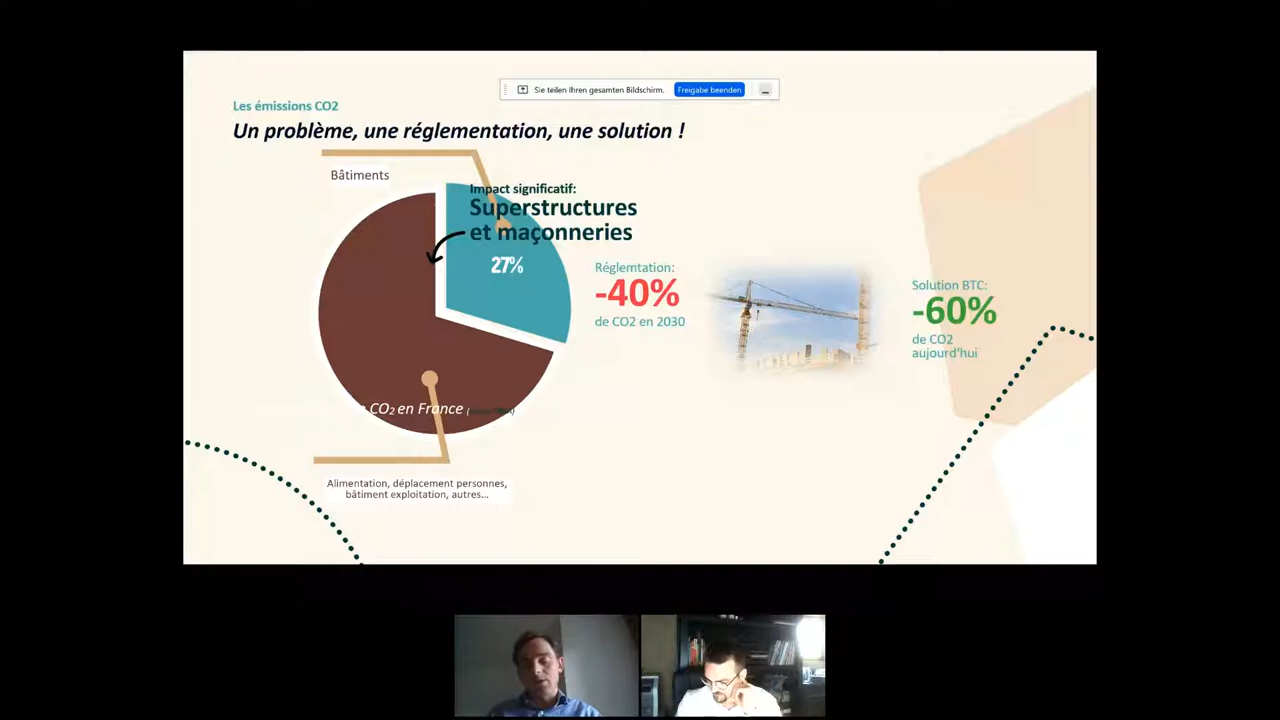 Sie teilen Ihren gesamten Bildschirm. Freigabe beenden
Les émissions CO2
Un problème, une réglementation, une solution !
Bâtiments
Impact significatif:
Superstructures
et maçonneries
27%
Réglemtation:
-40%
de CO2 en 2030
Solution BTC:
-60%
de CO2
aujourd'hui
CO₂ en France
Alimentation, déplacement personnes,
bâtiment exploitation, autres...